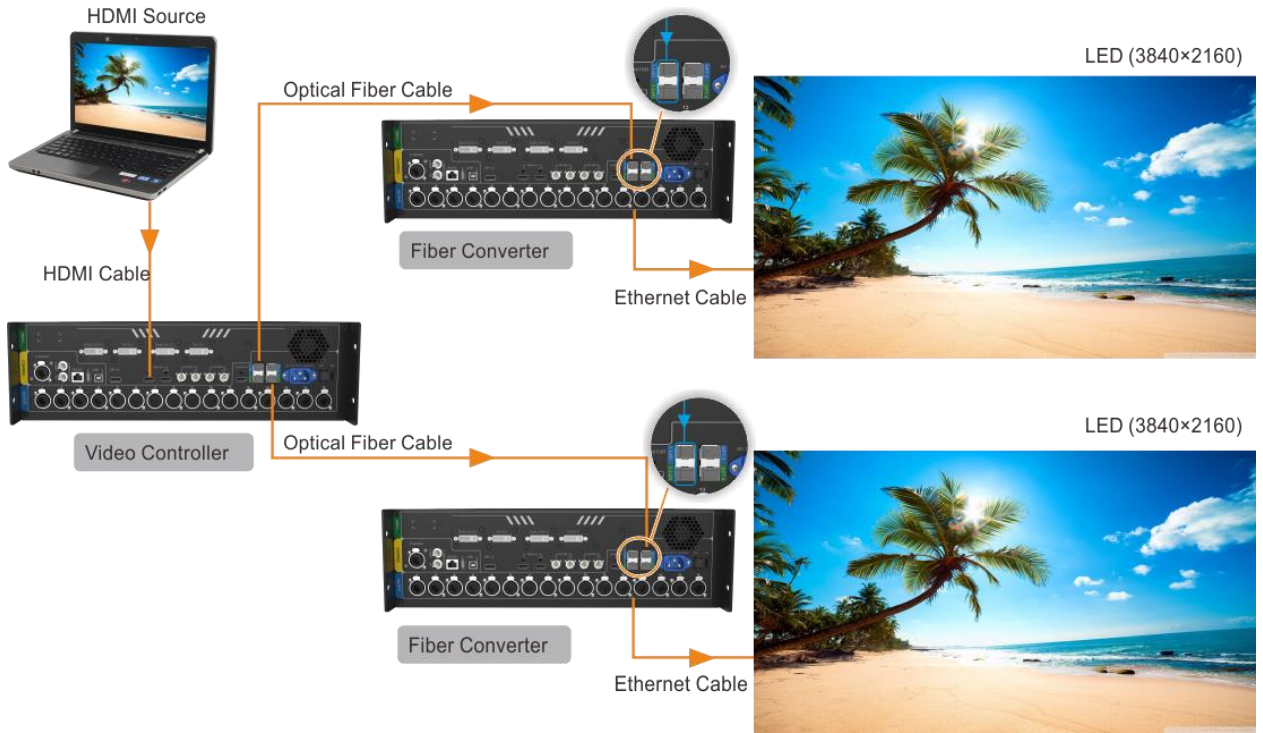 HDMI Source
LED (3840×2160)
Optical Fiber Cable
Fiber Converter
HDMI Cable
Ethernet Cable
Video Controller
Optical Fiber Cable
LED (3840×2160)
Fiber Converter
Ethernet Cable